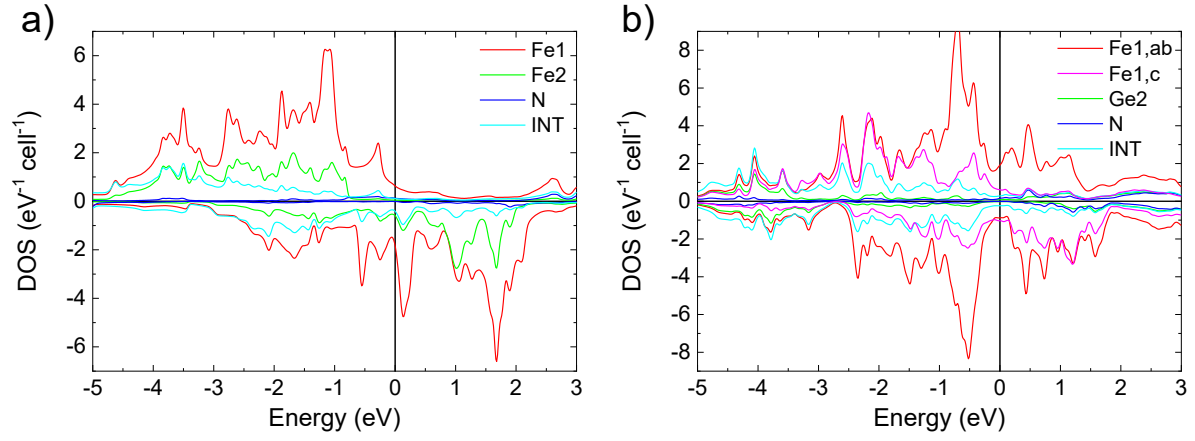 a)
DOS (eV⁻¹ cell⁻¹)
6
4
2
0
-2
-4
-6
Fe1
Fe2
N
INT
-5 -4 -3 -2 -1 0 1 2 3
Energy (eV)
b)
DOS (eV⁻¹ cell⁻¹)
8
6
4
2
0
-2
-4
-6
-8
Fe1,ab
Fe1,c
Ge2
N
INT
-5 -4 -3 -2 -1 0 1 2 3
Energy (eV)